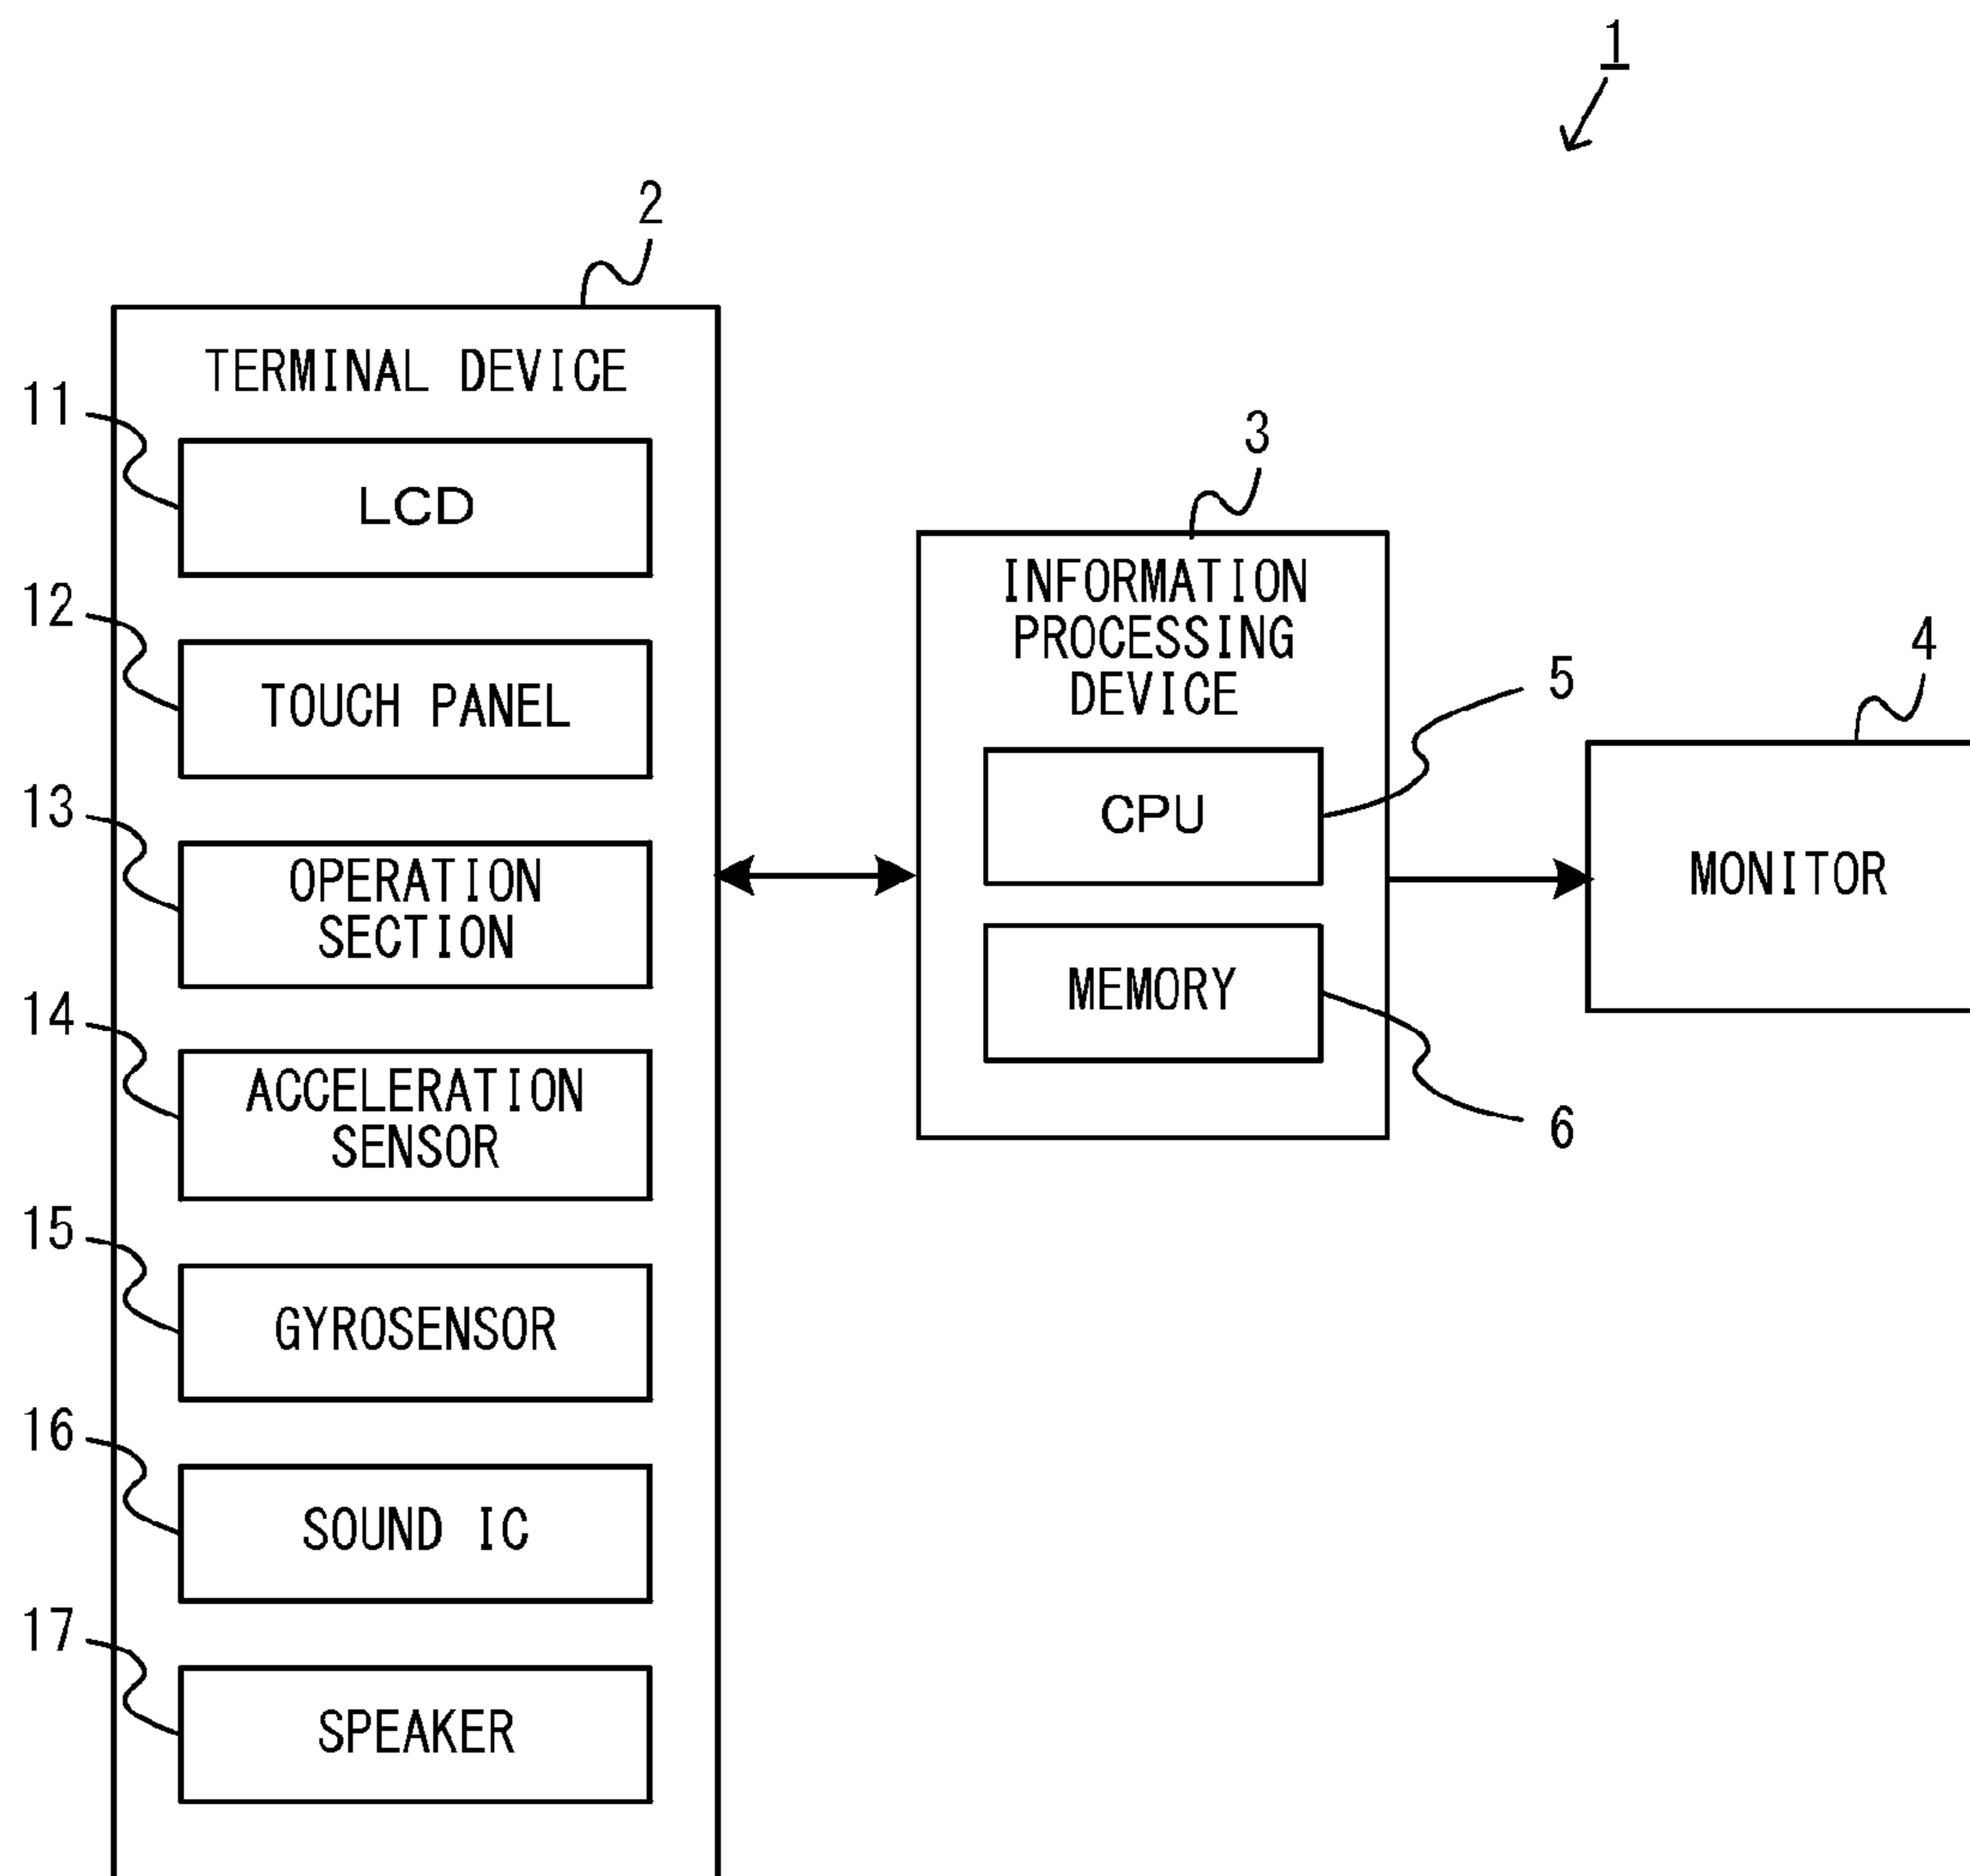 1
2
TERMINAL DEVICE
11
LCD
12
TOUCH PANEL
13
OPERATION
SECTION
14
ACCELERATION
SENSOR
15
GYROSENSOR
16
SOUND IC
17
SPEAKER
3
INFORMATION
PROCESSING
DEVICE
5
CPU
MEMORY
6
4
MONITOR